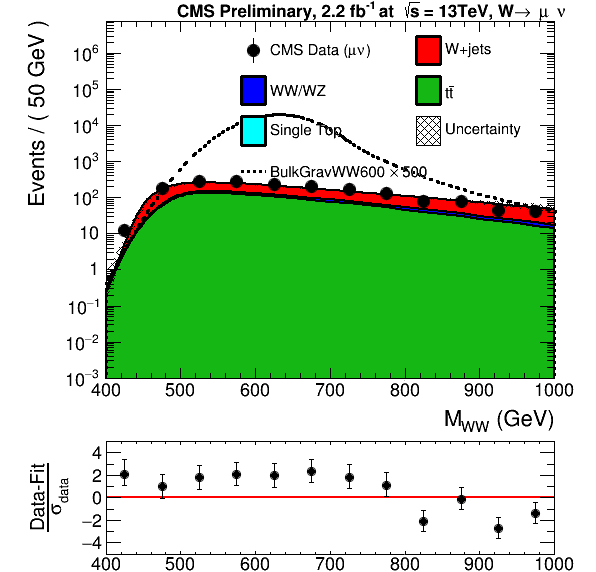 CMS Preliminary, 2.2 fb⁻¹ at √s = 13TeV, W→ μ ν
Events / ( 50 GeV )
10⁶
10⁵
10⁴
10³
10²
10
1
10⁻¹
10⁻²
10⁻³
CMS Data (μν)
W+jets
WW/WZ
tt̄
Single Top
Uncertainty
BulkGravWW600 × 500
400 500 600 700 800 900 1000
M_WW (GeV)
Data-Fit
σ_data
4
2
0
−2
−4
400 500 600 700 800 900 1000